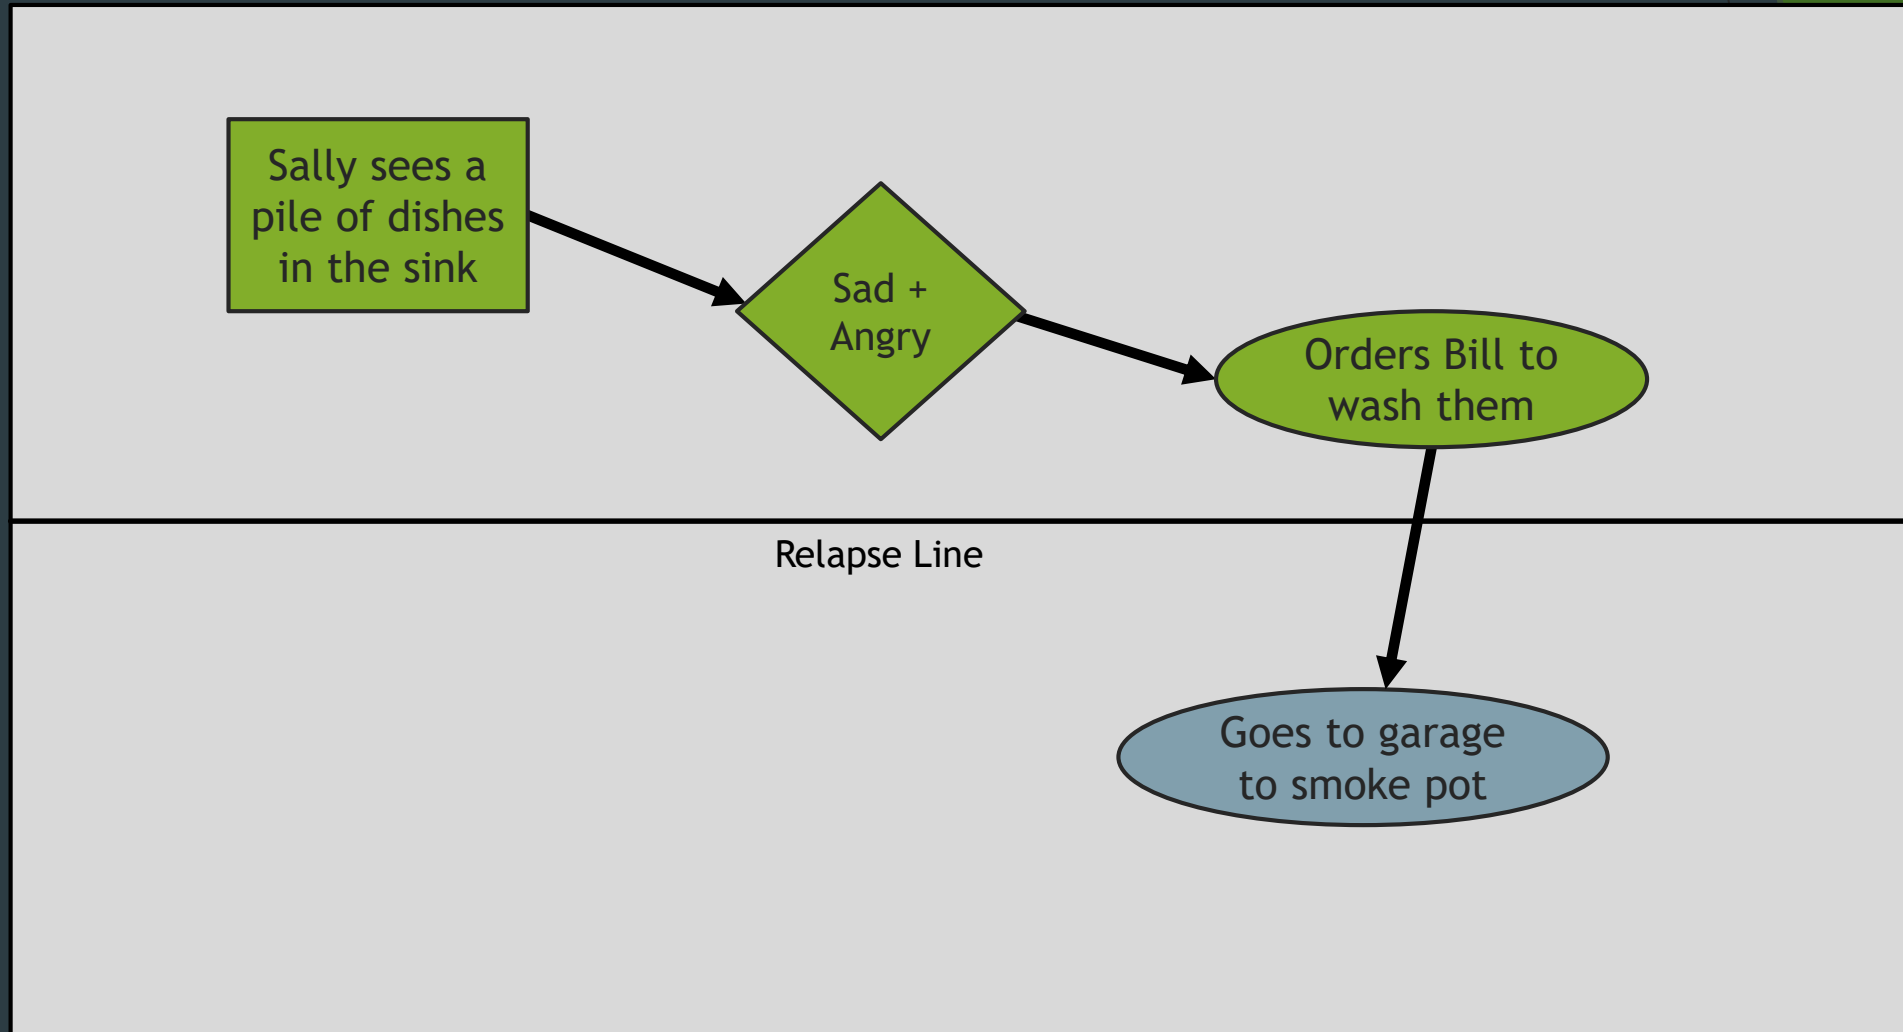 Sally sees a
pile of dishes
in the sink
Sad +
Angry
Orders Bill to
wash them
Relapse Line
Goes to garage
to smoke pot